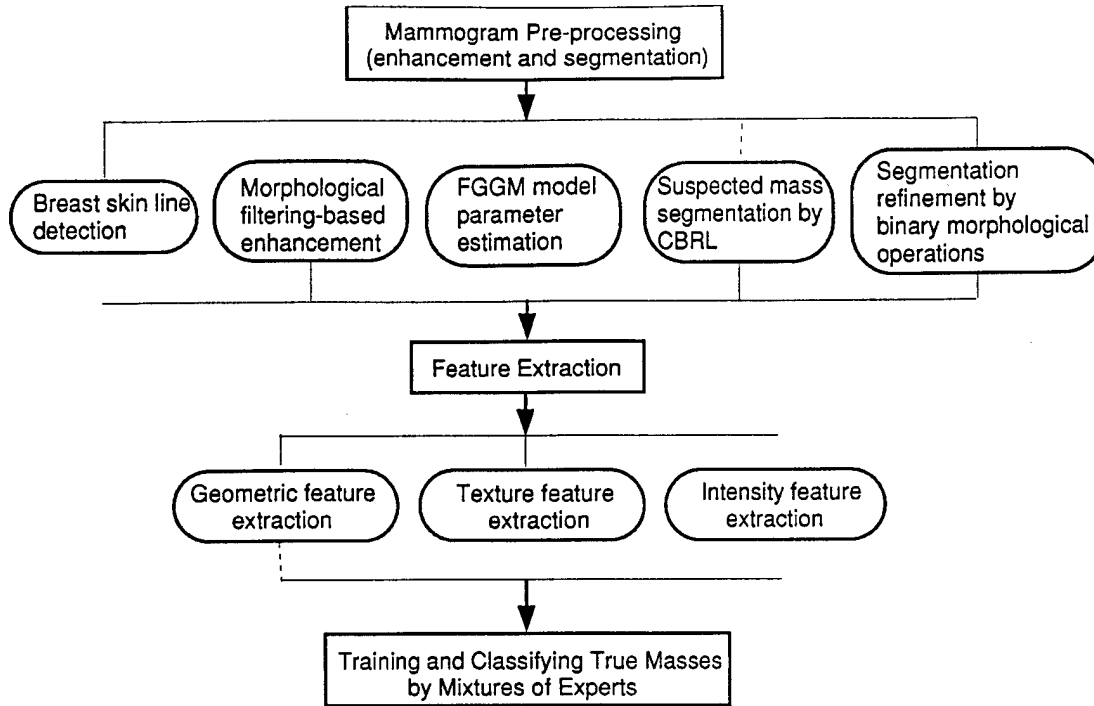 Mammogram Pre-processing
(enhancement and segmentation)
Breast skin line
detection
Morphological
filtering-based
enhancement
FGGM model
parameter
estimation
Suspected mass
segmentation by
CBRL
Segmentation
refinement by
binary morphological
operations
Feature Extraction
Geometric feature
extraction
Texture feature
extraction
Intensity feature
extraction
Training and Classifying True Masses
by Mixtures of Experts